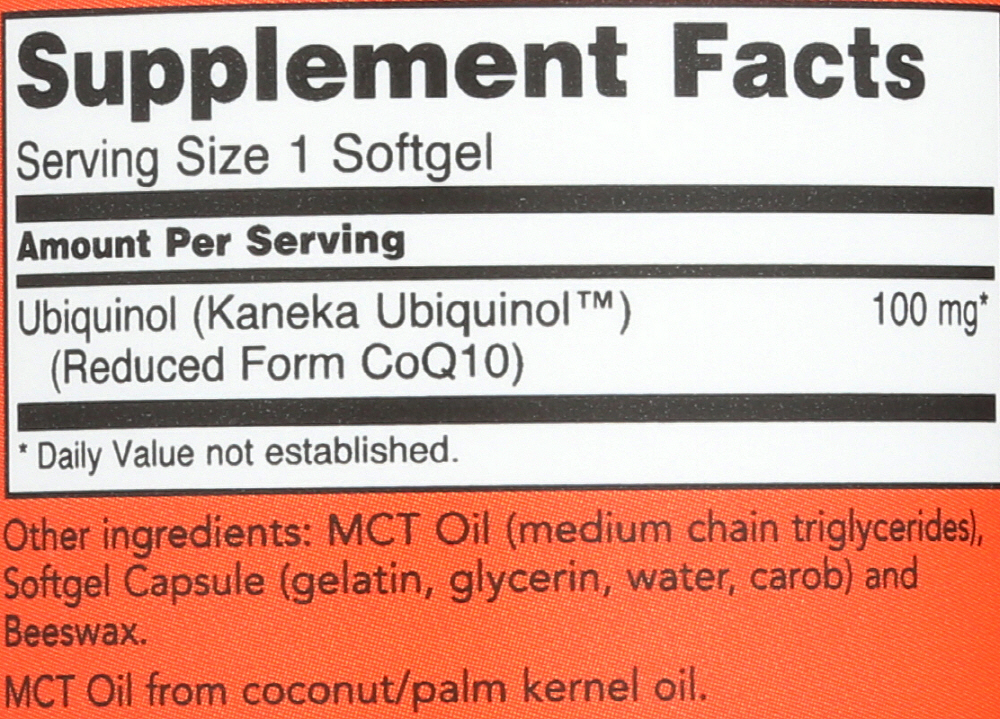 Supplement Facts
Serving Size 1 Softgel
Amount Per Serving
Ubiquinol (Kaneka Ubiquinol™) 100 mg*
(Reduced Form CoQ10)
* Daily Value not established.
Other ingredients: MCT Oil (medium chain triglycerides),
Softgel Capsule (gelatin, glycerin, water, carob) and
Beeswax.
MCT Oil from coconut/palm kernel oil.